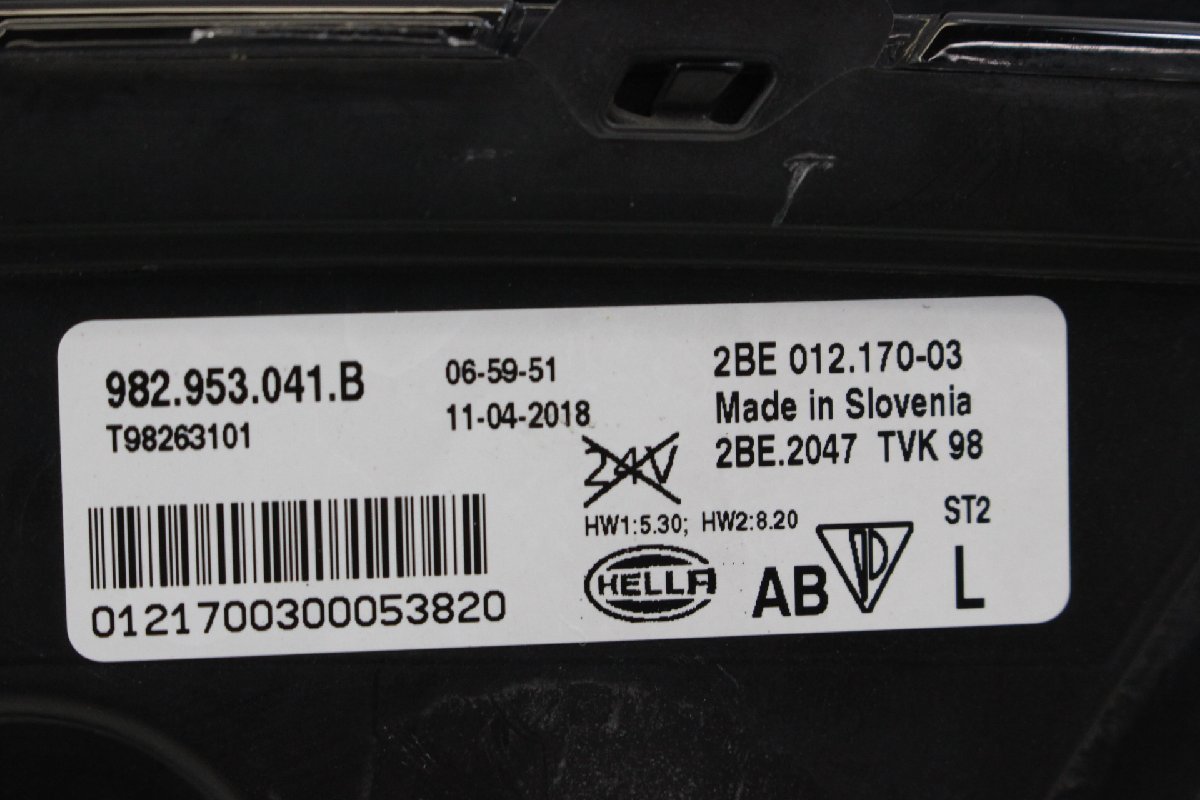 982.953.041.B
T98263101
06-59-51
11-04-2018
2BE 012.170-03
Made in Slovenia
2BE.2047 TVK 98
24V
HW1:5.30; HW2:8.20
ST2
HELLA
AB
L
0121700300053820